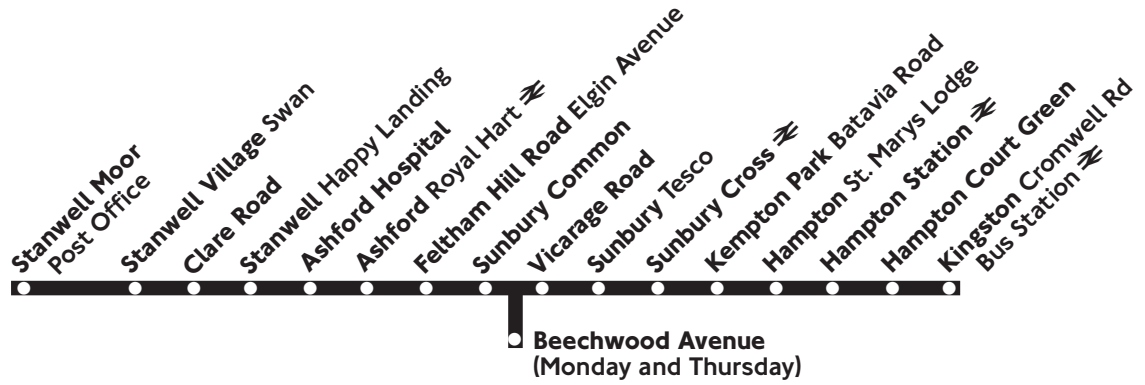 Stanwell Moor
Post Office
Stanwell Village Swan
Clare Road
Stanwell Happy Landing
Ashford Hospital
Ashford Royal Hart
Feltham Hill Road Elgin Avenue
Sunbury Common
Vicarage Road
Sunbury Tesco
Sunbury Cross
Kempton Park Batavia Road
Hampton St. Marys Lodge
Hampton Station
Hampton Court Green
Kingston Cromwell Rd
Bus Station
Beechwood Avenue
(Monday and Thursday)